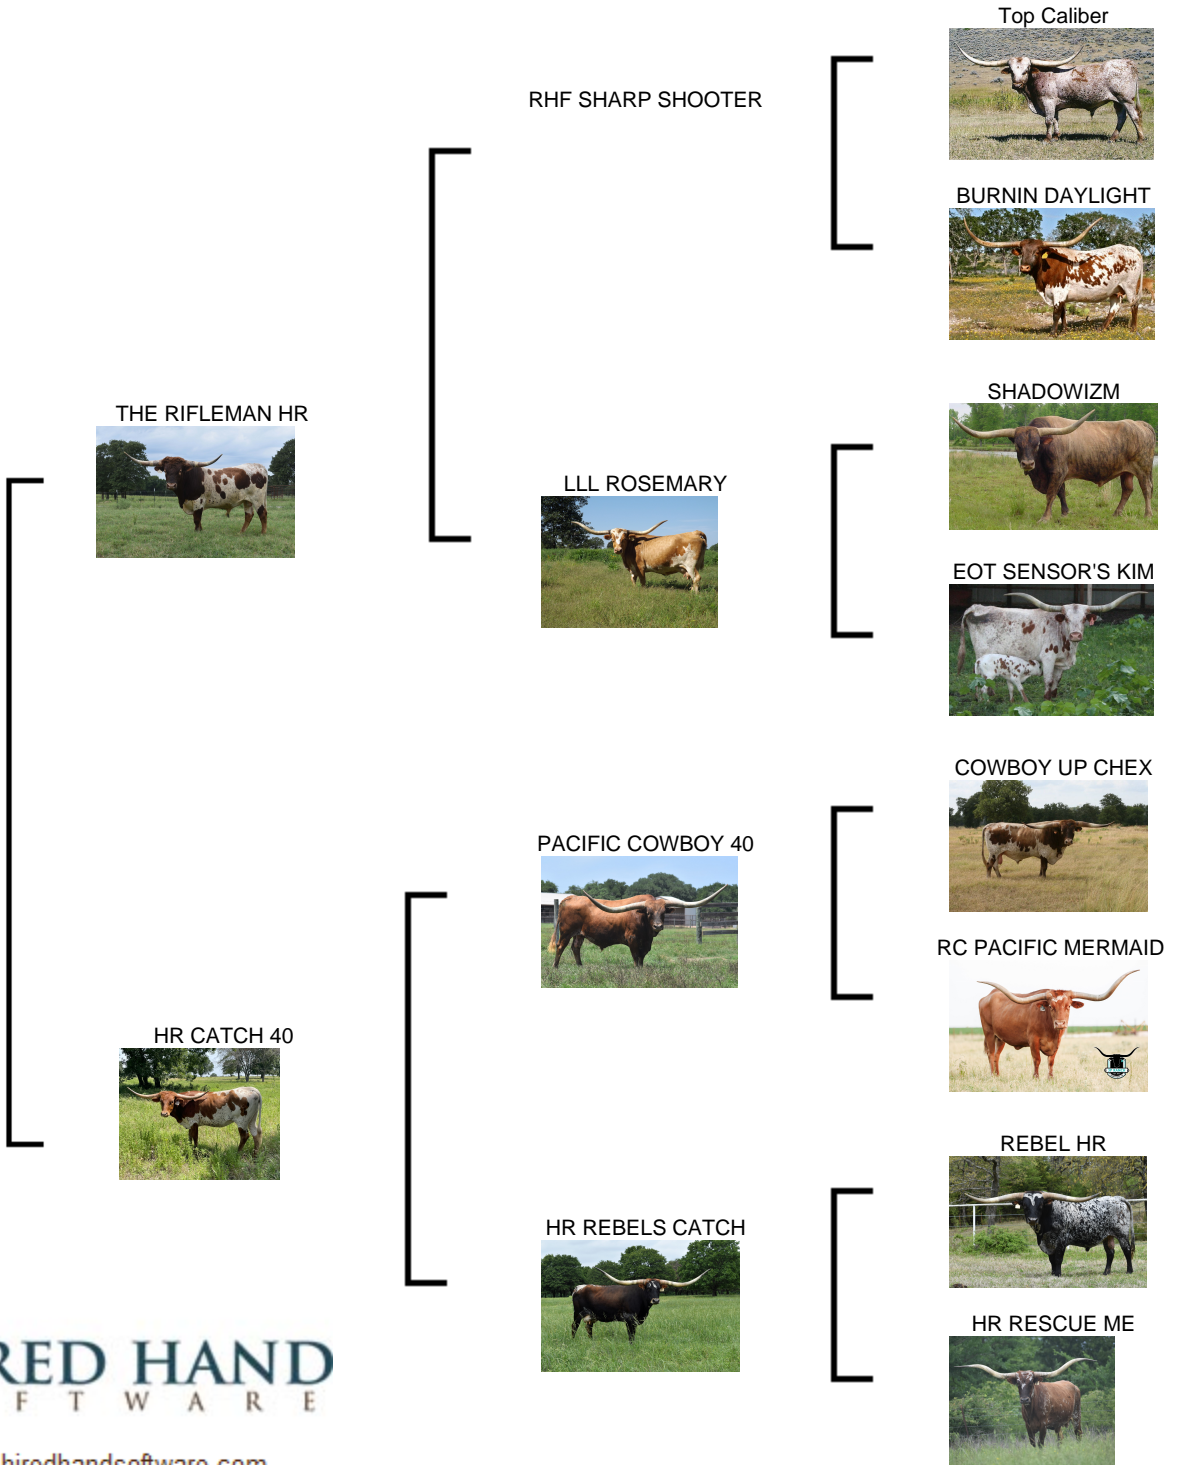 Top Caliber
RHF SHARP SHOOTER
BURNIN DAYLIGHT
SHADOWIZM
THE RIFLEMAN HR
LLL ROSEMARY
EOT SENSOR'S KIM
COWBOY UP CHEX
PACIFIC COWBOY 40
RC PACIFIC MERMAID
HR CATCH 40
REBEL HR
HR REBELS CATCH
HR RESCUE ME
RED HAND
F T W A R E
hiredhandsoftware.com